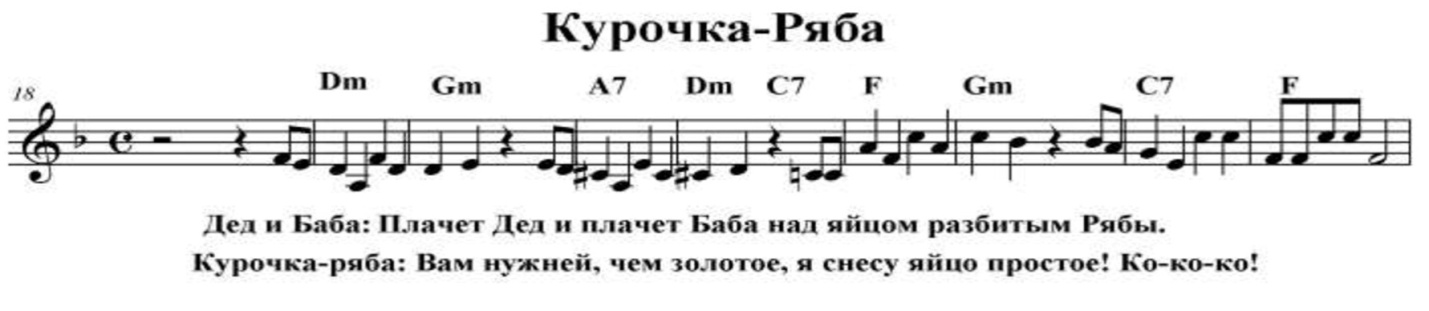 Курочка-Ряба
18
Dm Gm A7 Dm C7 F Gm C7 F
Дед и Баба: Плачет Дед и плачет Баба над яйцом разбитым Рябы.
Курочка-ряба: Вам нужней, чем золотое, я снесу яйцо простое! Ко-ко-ко!